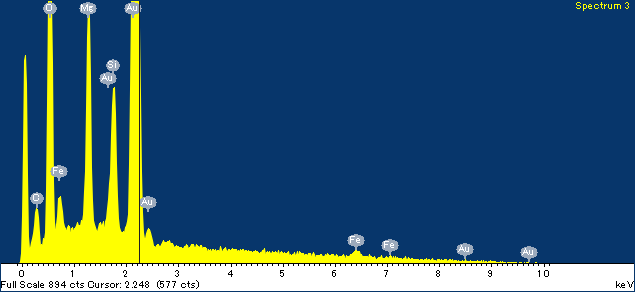 Spectrum 3
O Mg Au
Si
Au
Fe
C
Au
Fe Fe Au Au
0 1 2 3 4 5 6 7 8 9 10
Full Scale 894 cts Cursor: 2.248 (577 cts) keV